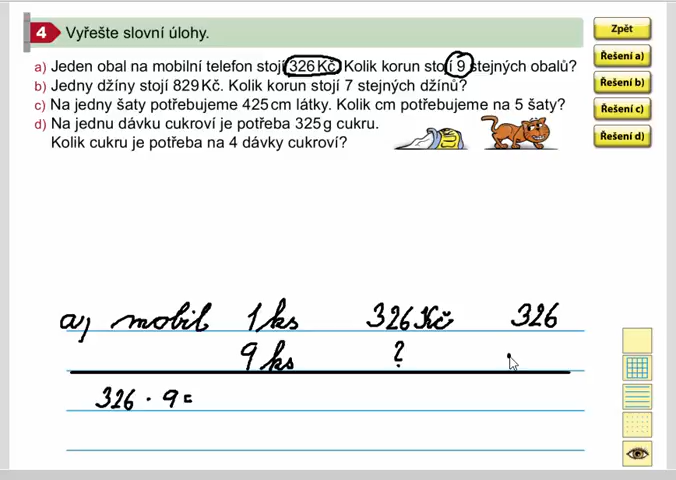 4 Vyřešte slovní úlohy.
a) Jeden obal na mobilní telefon stojí 326 Kč. Kolik korun stojí 9 stejných obalů?
b) Jedny džíny stojí 829 Kč. Kolik korun stojí 7 stejných džínů?
c) Na jedny šaty potřebujeme 425 cm látky. Kolik cm potřebujeme na 5 šaty?
d) Na jednu dávku cukroví je potřeba 325 g cukru.
Kolik cukru je potřeba na 4 dávky cukroví?
Zpět
Řešení a)
Řešení b)
Řešení c)
Řešení d)
a) mobil 1 ks 326 Kč 326
9 ks ? .
326 · 9 =